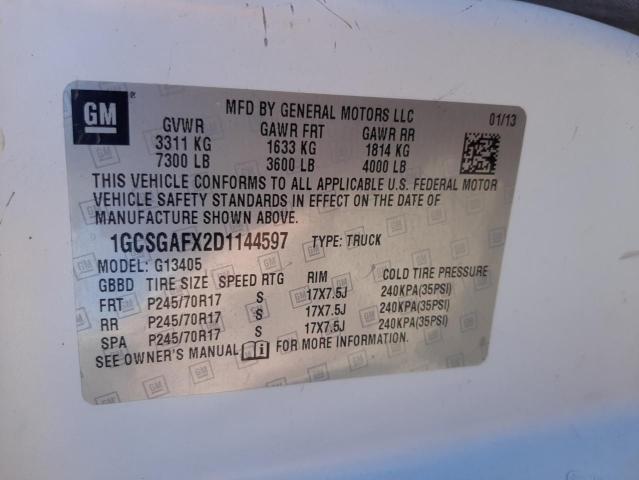 GM ®
MFD BY GENERAL MOTORS LLC 01/13
GVWR GAWR FRT GAWR RR
3311 KG 1633 KG 1814 KG
7300 LB 3600 LB 4000 LB
THIS VEHICLE CONFORMS TO ALL APPLICABLE U.S. FEDERAL MOTOR
VEHICLE SAFETY STANDARDS IN EFFECT ON THE DATE OF
MANUFACTURE SHOWN ABOVE.
1GCSGAFX2D1144597 TYPE: TRUCK
MODEL: G13405
GBBD TIRE SIZE SPEED RTG RIM COLD TIRE PRESSURE
FRT P245/70R17 S 17X7.5J 240KPA(35PSI)
RR P245/70R17 S 17X7.5J 240KPA(35PSI)
SPA P245/70R17 S 17X7.5J 240KPA(35PSI)
SEE OWNER'S MANUAL FOR MORE INFORMATION.